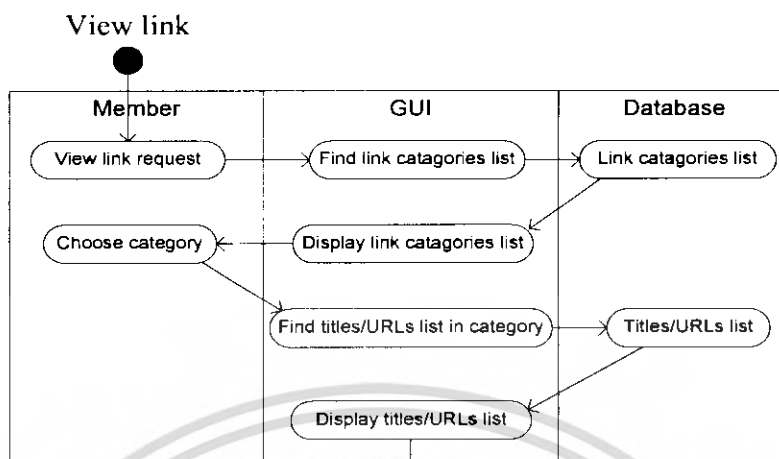 View link
Member GUI Database
View link request Find link catagories list Link catagories list
Choose category Display link catagories list
Find titles/URLs list in category Titles/URLs list
Display titles/URLs list